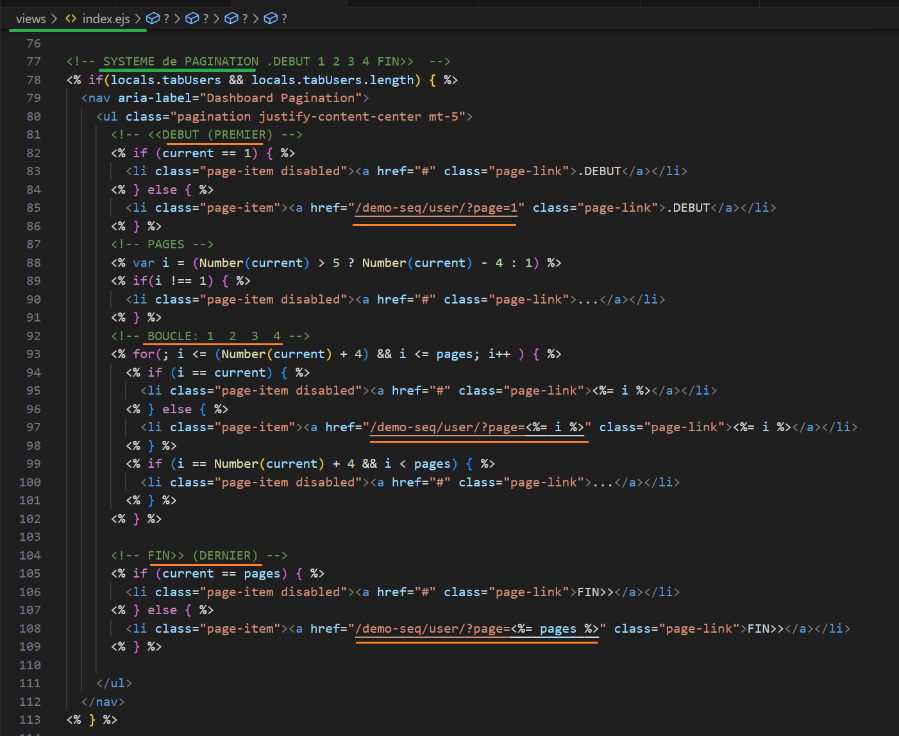 views > <> index.ejs > ? > ? > ? > ?
76
77 <!-- SYSTEME de PAGINATION .DEBUT 1 2 3 4 FIN>>  -->
78 <% if(locals.tabUsers && locals.tabUsers.length) { %>
79   <nav aria-label="Dashboard Pagination">
80     <ul class="pagination justify-content-center mt-5">
81       <!-- <<DEBUT (PREMIER) -->
82       <% if (current == 1) { %>
83         <li class="page-item disabled"><a href="#" class="page-link">.DEBUT</a></li>
84       <% } else { %>
85         <li class="page-item"><a href="/demo-seq/user/?page=1" class="page-link">.DEBUT</a></li>
86       <% } %>
87       <!-- PAGES -->
88       <% var i = (Number(current) > 5 ? Number(current) - 4 : 1) %>
89       <% if(i !== 1) { %>
90         <li class="page-item disabled"><a href="#" class="page-link">...</a></li>
91       <% } %>
92       <!-- BOUCLE: 1  2  3  4 -->
93       <% for(; i <= (Number(current) + 4) && i <= pages; i++ ) { %>
94         <% if (i == current) { %>
95           <li class="page-item disabled"><a href="#" class="page-link"><%= i %></a></li>
96         <% } else { %>
97           <li class="page-item"><a href="/demo-seq/user/?page=<%= i %>" class="page-link"><%= i %></a></li>
98         <% } %>
99         <% if (i == Number(current) + 4 && i < pages) { %>
100           <li class="page-item disabled"><a href="#" class="page-link">...</a></li>
101         <% } %>
102       <% } %>
103
104       <!-- FIN>> (DERNIER) -->
105       <% if (current == pages) { %>
106         <li class="page-item disabled"><a href="#" class="page-link">FIN>></a></li>
107       <% } else { %>
108         <li class="page-item"><a href="/demo-seq/user/?page=<%= pages %>" class="page-link">FIN>></a></li>
109       <% } %>
110
111     </ul>
112   </nav>
113 <% } %>